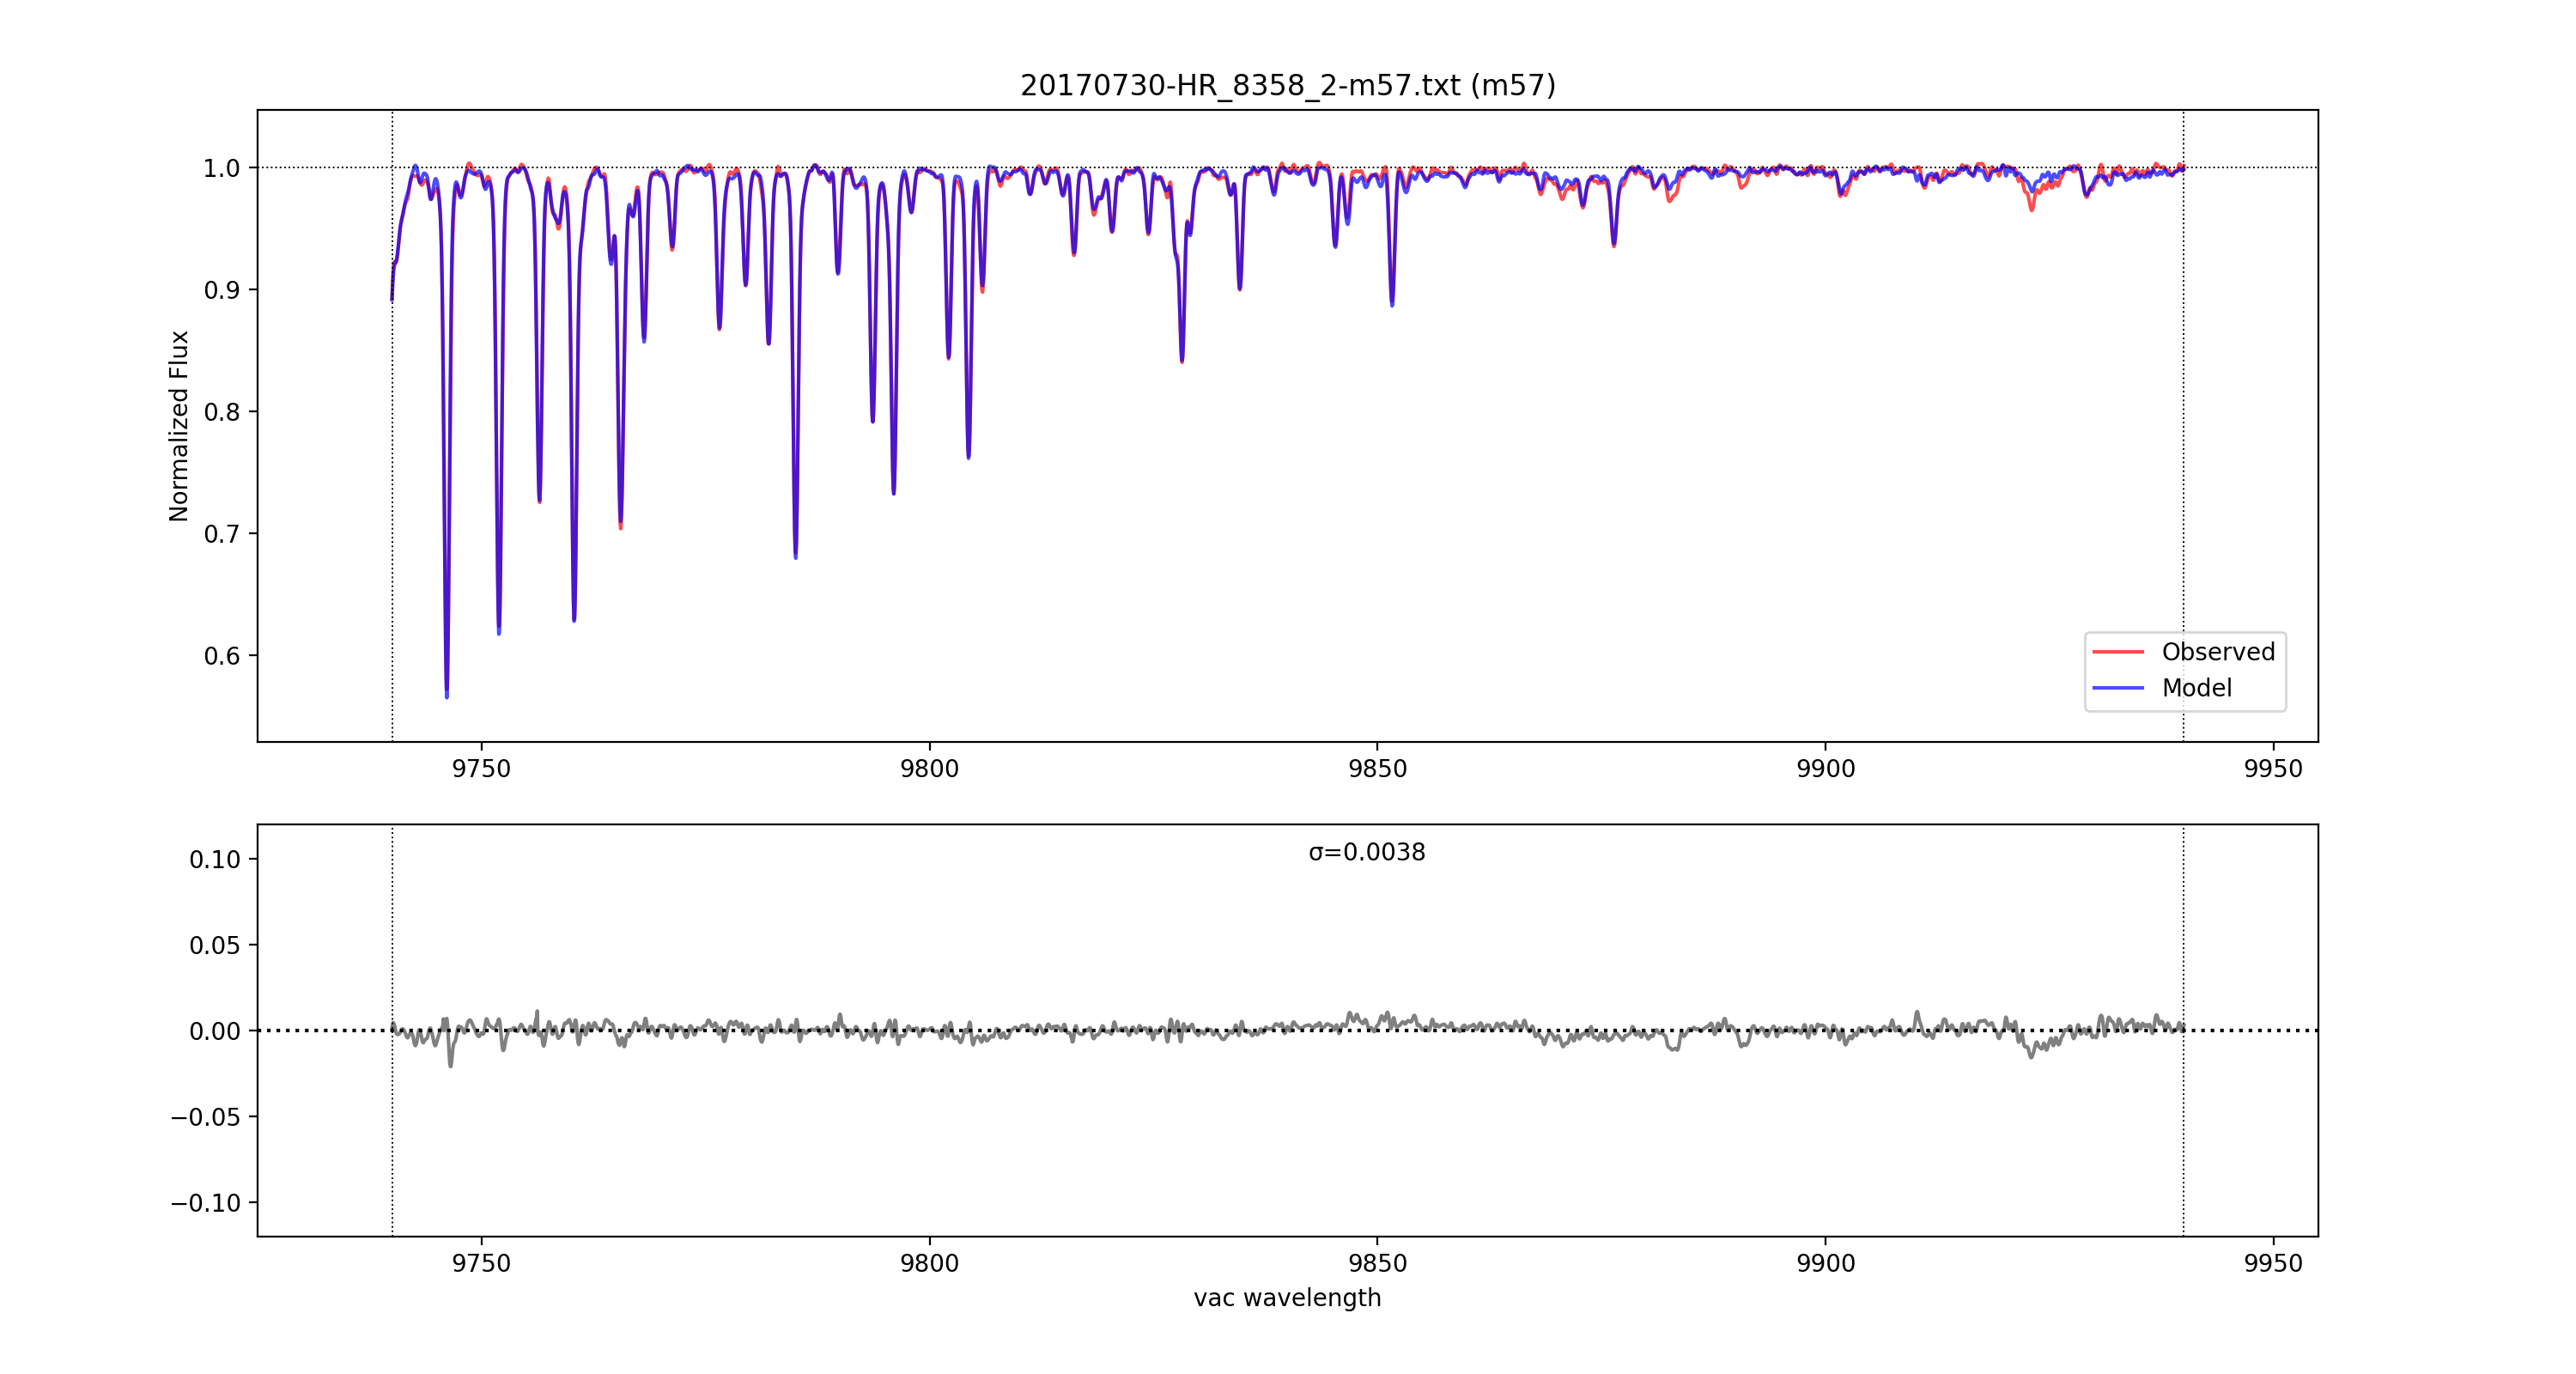 20170730-HR_8358_2-m57.txt (m57)
Normalized Flux
1.0
0.9
0.8
0.7
0.6
Observed
Model
9750 9800 9850 9900 9950
σ=0.0038
0.10
0.05
0.00
−0.05
−0.10
9750 9800 9850 9900 9950
vac wavelength